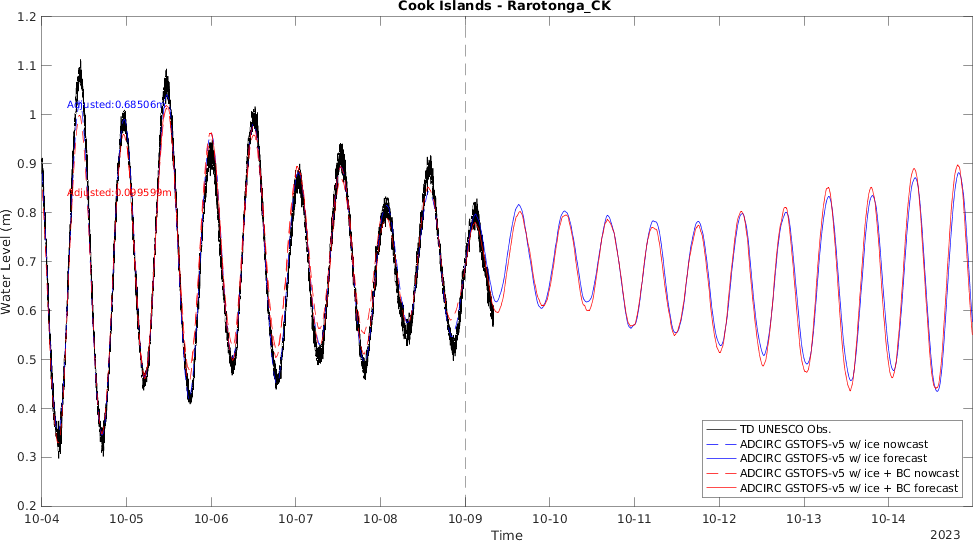 Cook Islands - Rarotonga_CK
1.2
1.1
1
0.9
0.8
0.7
0.6
0.5
0.4
0.3
0.2
Water Level (m)
Adjusted:0.68506m
Adjusted:0.099599m
TD UNESCO Obs.
ADCIRC GSTOFS-v5 w/ ice nowcast
ADCIRC GSTOFS-v5 w/ ice forecast
ADCIRC GSTOFS-v5 w/ ice + BC nowcast
ADCIRC GSTOFS-v5 w/ ice + BC forecast
10-04 10-05 10-06 10-07 10-08 10-09 10-10 10-11 10-12 10-13 10-14
Time
2023